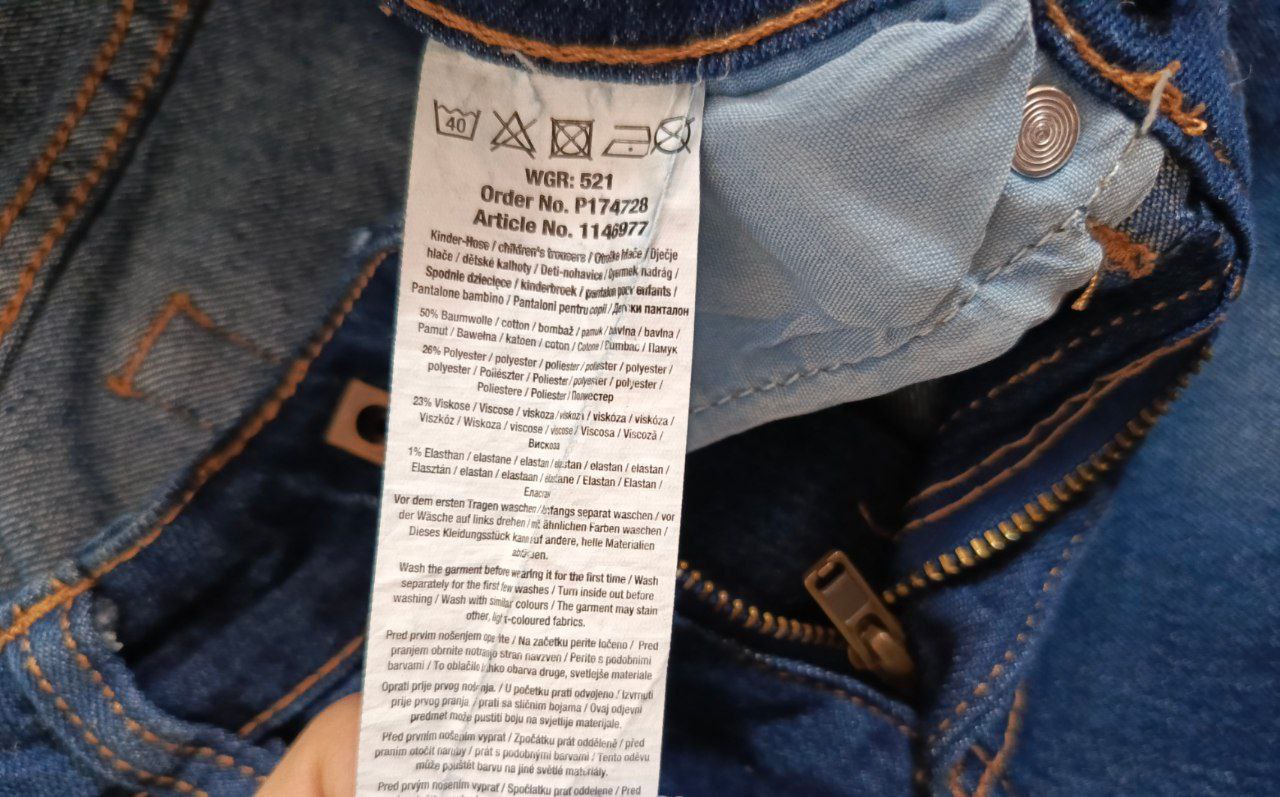 40
WGR: 521
Order No. P174728
Article No. 1146977
Kinder-Hose / children's trousers / Otroške hlače / Dječje
hlače / dětské kalhoty / Deti-nohavice / Gyermek nadrág /
Spodnie dziecięce / kinderbroek / pantalon pour enfants /
Pantalone bambino / Pantaloni pentru copii / Детски панталон
50% Baumwolle / cotton / bombaž / pamuk / bavlna / bavlna /
Pamut / Bawełna / katoen / coton / Cotone / Bumbac / Памук
26% Polyester / polyester / poliester / poliester / polyester /
polyester / Poliészter / Poliester / polyester / polyester /
Poliestere / Poliester / Полиестер
23% Viskose / Viscose / viskoza / viskoza / viskóza / viskóza /
Viszkóz / Wiskoza / viscose / viscose / Viscosa / Viscoză /
Вискоза
1% Elasthan / elastane / elastan / elastan / elastan / elastan /
Elasztán / elastan / elastaan / élasthane / Elastan / Elastan /
Еластан
Vor dem ersten Tragen waschen / Anfangs separat waschen / vor
der Wäsche auf links drehen / mit ähnlichen Farben waschen /
Dieses Kleidungsstück kann auf andere, helle Materialien
abfärben.
Wash the garment before wearing it for the first time / Wash
separately for the first few washes / Turn inside out before
washing / Wash with similar colours / The garment may stain
other, light-coloured fabrics.
Pred prvim nošenjem operite / Na začetku perite ločeno / Pred
pranjem obrnite notranjo stran navzven / Perite s podobnimi
barvami / To oblačilo lahko obarva druge, svetlejše materiale
Oprati prije prvog nošenja. / U početku prati odvojeno / Izvrnuti
prije prvog pranja / prati sa sličnim bojama / Ovaj odjevni
predmet može pustiti boju na svjetlije materijale.
Před prvním nošením vyprat / Zpočátku prát odděleně / před
praním otočit naruby / prát s podobnými barvami / Tento oděvu
může pouštět barvu na jiné světlé materiály.
Pred prvým nosením vyprať / Spočiatku prať oddelene / Pred